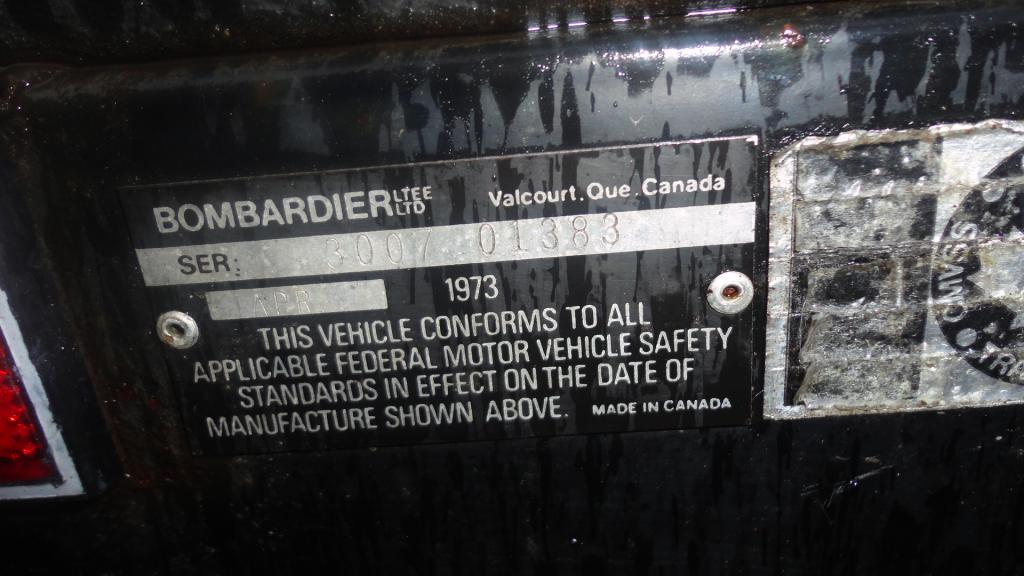 BOMBARDIER LTEE LTD Valcourt.Que.Canada
SER: 3007 01383
APR 1973
THIS VEHICLE CONFORMS TO ALL
APPLICABLE FEDERAL MOTOR VEHICLE SAFETY
STANDARDS IN EFFECT ON THE DATE OF
MANUFACTURE SHOWN ABOVE. MADE IN CANADA